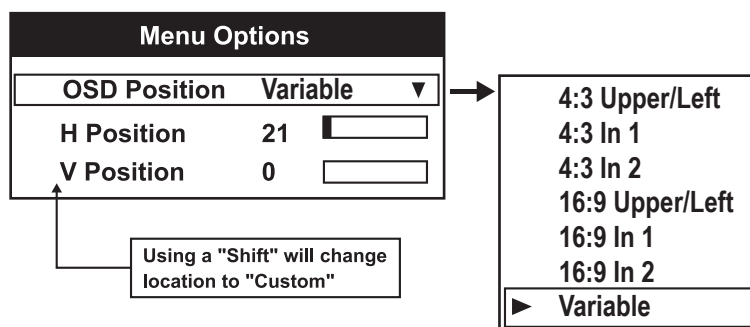 Menu Options
OSD Position Variable ▼
H Position 21
V Position 0
Using a "Shift" will change
location to "Custom"
4:3 Upper/Left
4:3 In 1
4:3 In 2
16:9 Upper/Left
16:9 In 1
16:9 In 2
► Variable